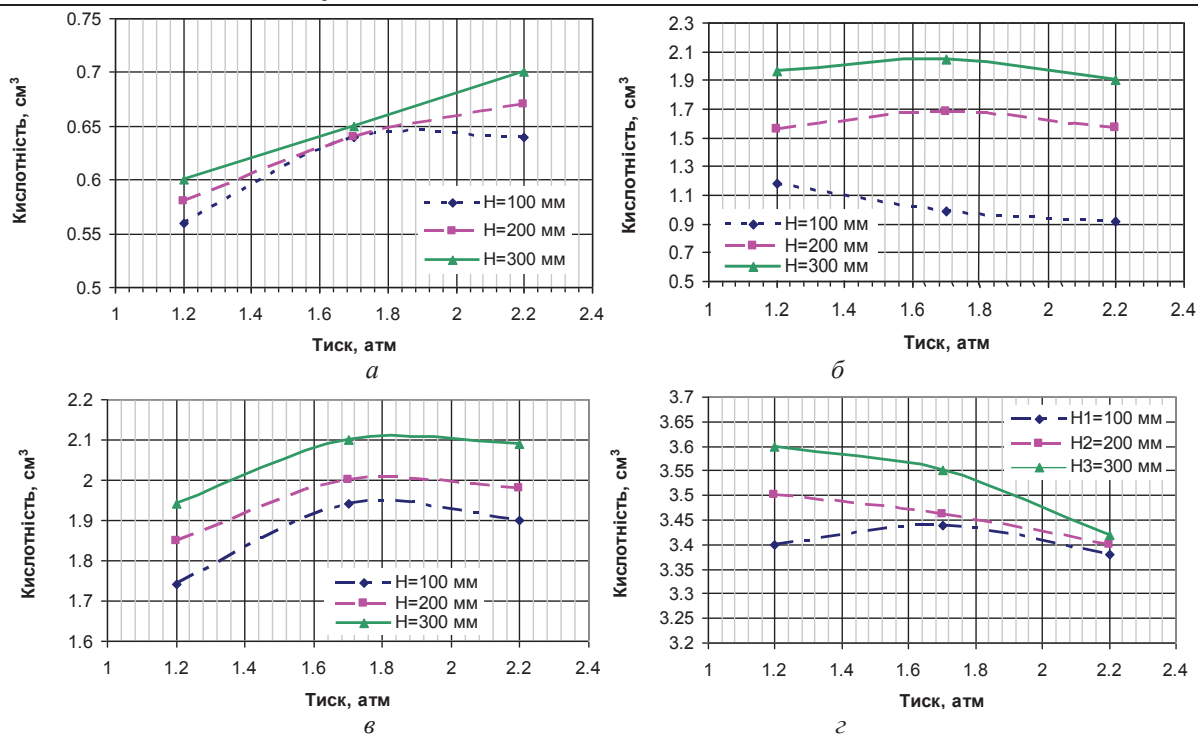 Кислотність, см³
0.75
0.7
0.65
0.6
0.55
0.5
1 1.2 1.4 1.6 1.8 2 2.2 2.4
Тиск, атм
H=100 мм
H=200 мм
H=300 мм
а
Кислотність, см³
2.3
2.1
1.9
1.7
1.5
1.3
1.1
0.9
0.7
0.5
1 1.2 1.4 1.6 1.8 2 2.2 2.4
Тиск, атм
H=100 мм
H=200 мм
H=300 мм
б
Кислотність, см³
2.2
2.1
2
1.9
1.8
1.7
1.6
1 1.2 1.4 1.6 1.8 2 2.2 2.4
Тиск, атм
H=100 мм
H=200 мм
H=300 мм
в
Кислотність, см³
3.7
3.65
3.6
3.55
3.5
3.45
3.4
3.35
3.3
3.25
3.2
1 1.2 1.4 1.6 1.8 2 2.2 2.4
Тиск, атм
H1=100 мм
H2=200 мм
H3=300 мм
г